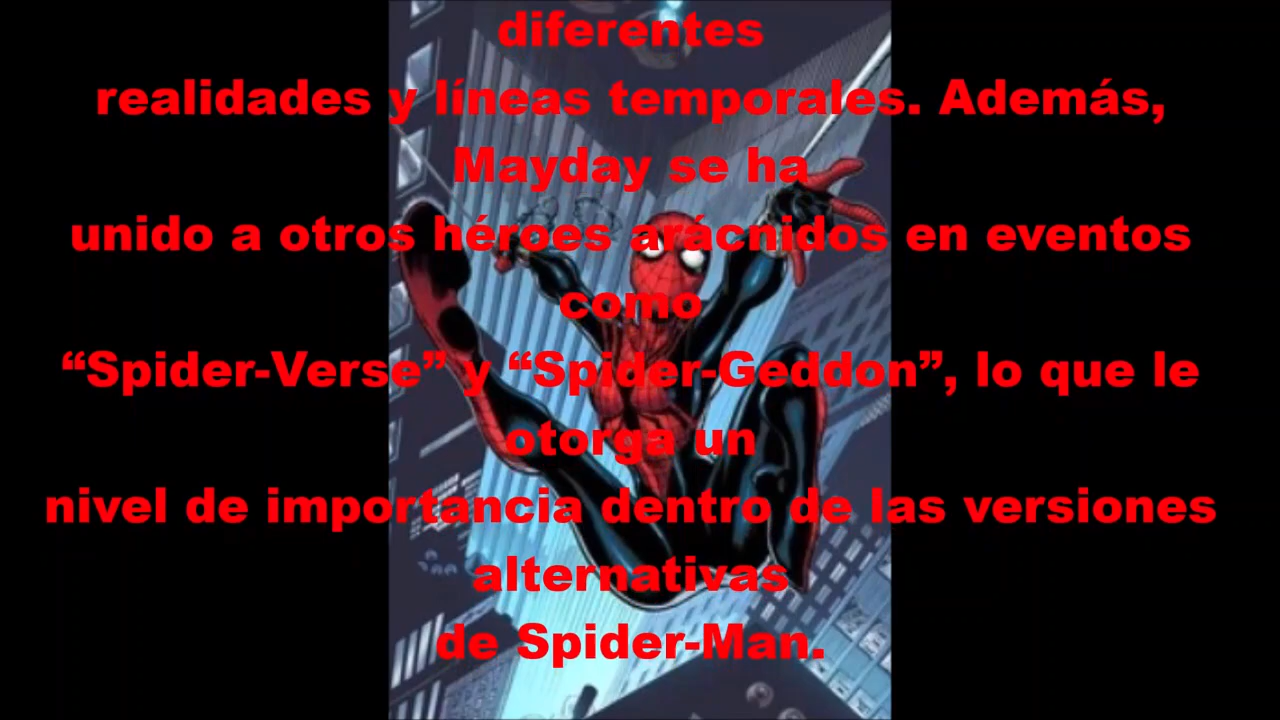 diferentes
realidades y líneas temporales. Además,
Mayday se ha
unido a otros héroes arácnidos en eventos
como
“Spider-Verse” y “Spider-Geddon”, lo que le
otorga un
nivel de importancia dentro de las versiones
alternativas
de Spider-Man.